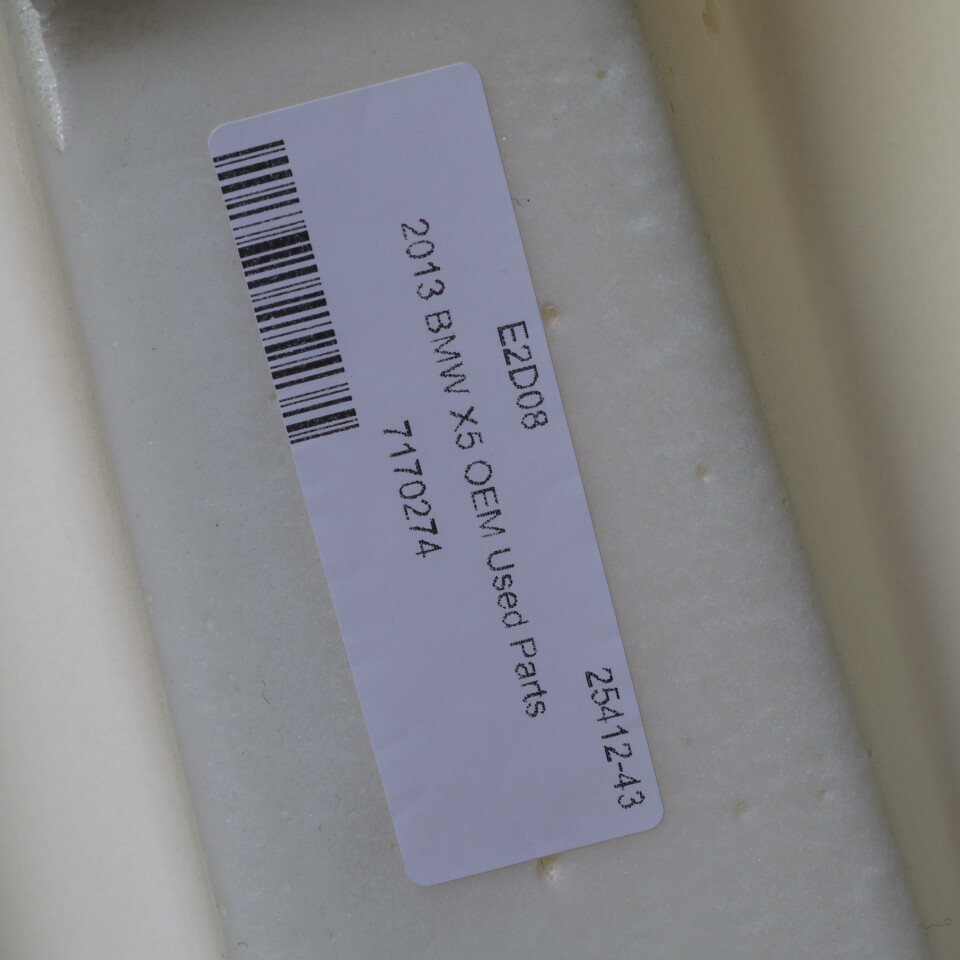 25412-43
E2D08
2013 BMW X5 OEM Used Parts
7170274